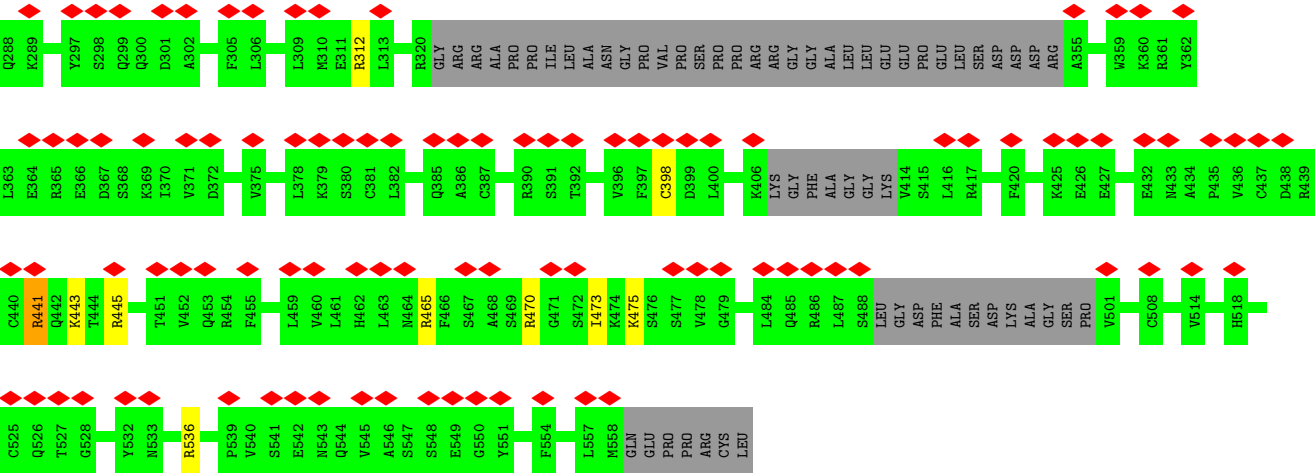 Q288 K289 Y297 S298 Q299 Q300 D301 A302 F305 L306 L309 M310 E311 R312 L313 R320 GLY ARG ARG ALA PRO PRO ILE LEU ALA ASN GLY PRO VAL PRO SER PRO PRO ARG ARG GLY GLY ALA LEU LEU GLU GLU PRO GLU LEU SER ASP ASP ASP ARG A355 W359 K360 R361 Y362
L363 E364 R365 E366 D367 S368 K369 I370 V371 D372 V375 L378 K379 S380 C381 L382 Q385 A386 C387 R390 S391 T392 V396 F397 C398 D399 L400 K406 LYS GLY PHE ALA GLY GLY LYS V414 S415 L416 R417 F420 K425 E426 E427 E432 N433 A434 P435 V436 C437 D438 R439
C440 R441 Q442 K443 T444 R445 T451 V452 Q453 R454 F455 L459 V460 L461 H462 L463 N464 R465 F466 S467 A468 S469 R470 G471 S472 I473 K474 K475 S476 S477 V478 G479 L484 Q485 R486 L487 S488 LEU GLY ASP PHE ALA SER ASP LYS ALA GLY SER PRO V501 C508 V514 H518
C525 Q526 T527 G528 Y532 N533 R536 P539 V540 S541 E542 N543 Q544 V545 A546 S547 S548 E549 G550 Y551 F554 L557 M558 GLN GLU PRO PRO ARG CYS LEU